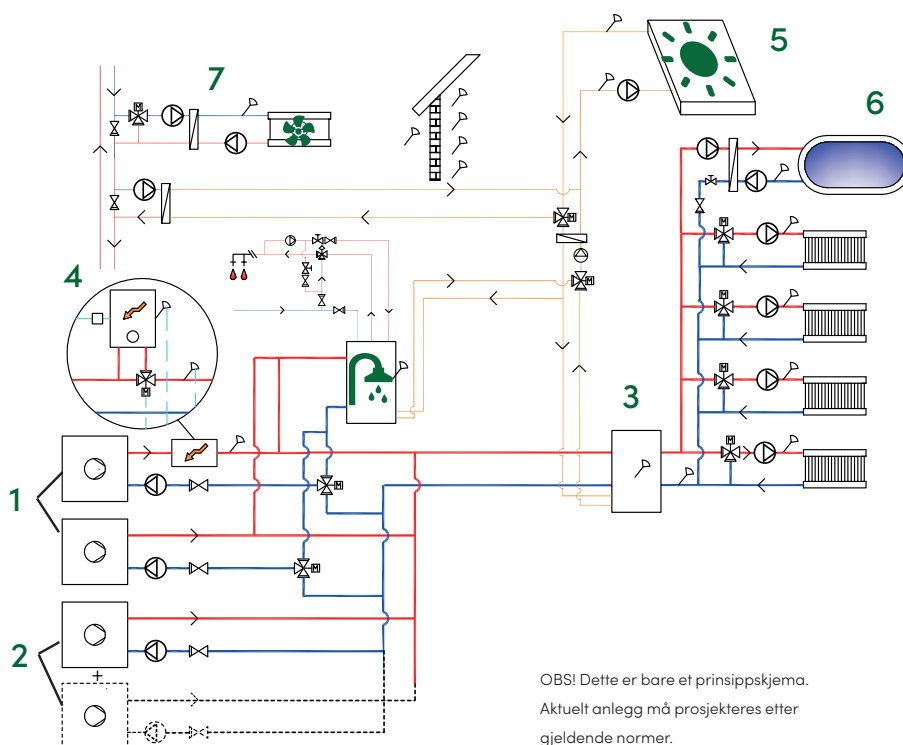 5
7
6
M
M
4
M
M
M
M
3
M
M
M
1
M
2
+
OBS! Dette er bare et prinsippskjema.
Aktuelt anlegg må prosjekteres etter
gjeldende normer.